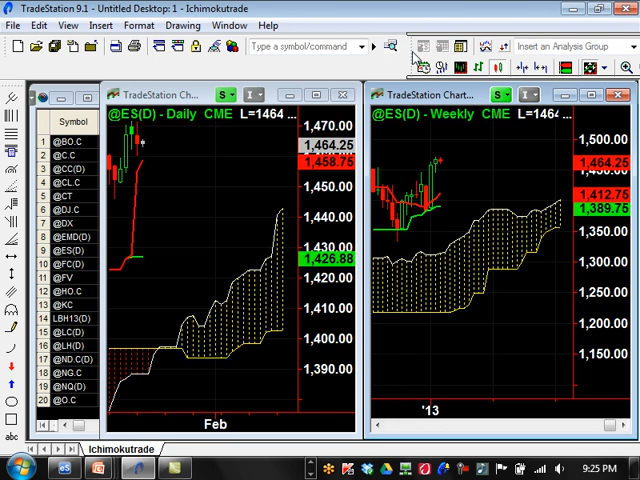 TradeStation 9.1 - Untitled Desktop: 1 - Ichimokutrade
File Edit View Insert Format Drawing Window Help
Type a symbol/command
Insert an Analysis Group
TradeStation Ch
S
I
TradeStation Chart...
S
I
Symbol
1 @BO.C
2 @C.C
3 @CC(D)
4 @CL.C
5 @CT
6 @DJ.C
7 @DX
8 @EMD(D)
9 @ES(D)
10 @FC(D)
11 @FV
12 @HO.C
13 @KC
14 LBH13(D)
15 @LC(D)
16 @LH(D)
17 @ND.C(D)
18 @NG.C
19 @NQ(D)
20 @O.C
@ES(D) - Daily CME L=1464 ...
1,470.00
1,464.25
1,458.75
1,450.00
1,440.00
1,430.00
1,426.88
1,420.00
1,410.00
1,400.00
1,390.00
Feb
@ES(D) - Weekly CME L=146 ...
1,500.00
1,464.25
1,412.75
1,389.75
1,350.00
1,300.00
1,250.00
1,200.00
1,150.00
'13
abc
Ichimokutrade
eS
9:25 PM